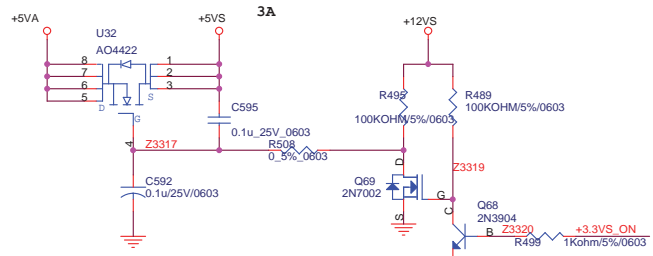 3A
+5VA
+5VS
+12VS
U32
AO4422
8
7
6
5
D
S
G
1
2
3
4
C595
0.1u_25V_0603
Z3317
R508
0_5%_0603
C592
0.1u/25V/0603
R495
100KOHM/5%/0603
R489
100KOHM/5%/0603
Z3319
D
G
S
Q69
2N7002
Q68
2N3904
C
B
Z3320
R499
+3.3VS_ON
1Kohm/5%/0603